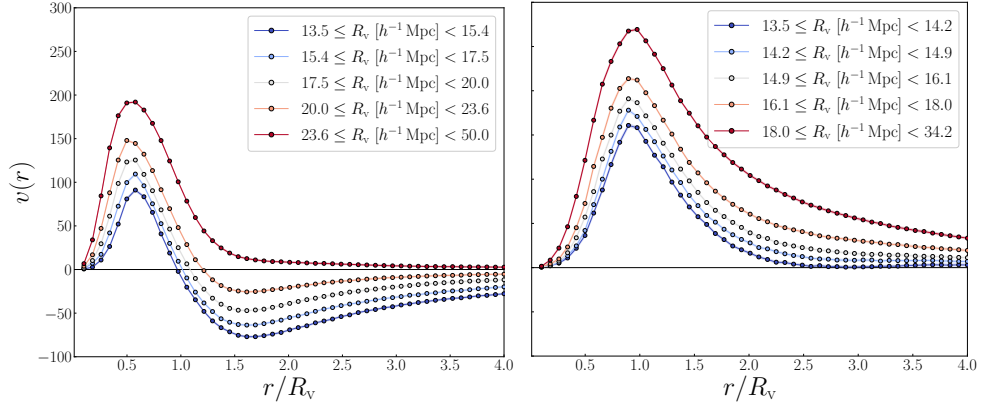 300
250
200
150
100
50
0
−50
−100
v(r)
13.5 ≤ R_v [h⁻¹ Mpc] < 15.4
15.4 ≤ R_v [h⁻¹ Mpc] < 17.5
17.5 ≤ R_v [h⁻¹ Mpc] < 20.0
20.0 ≤ R_v [h⁻¹ Mpc] < 23.6
23.6 ≤ R_v [h⁻¹ Mpc] < 50.0
0.5 1.0 1.5 2.0 2.5 3.0 3.5 4.0
r/R_v
13.5 ≤ R_v [h⁻¹ Mpc] < 14.2
14.2 ≤ R_v [h⁻¹ Mpc] < 14.9
14.9 ≤ R_v [h⁻¹ Mpc] < 16.1
16.1 ≤ R_v [h⁻¹ Mpc] < 18.0
18.0 ≤ R_v [h⁻¹ Mpc] < 34.2
0.5 1.0 1.5 2.0 2.5 3.0 3.5 4.0
r/R_v